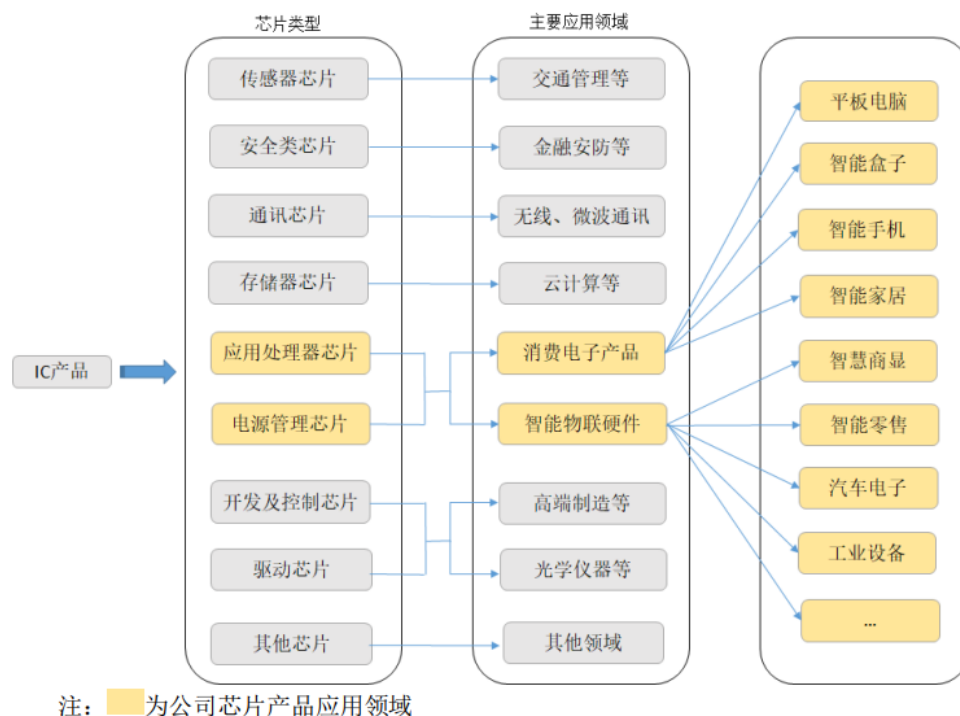 芯片类型
主要应用领域
传感器芯片
交通管理等
平板电脑
安全类芯片
金融安防等
智能盒子
通讯芯片
无线、微波通讯
智能手机
存储器芯片
云计算等
智能家居
IC产品
应用处理器芯片
消费电子产品
智慧商显
电源管理芯片
智能物联硬件
智能零售
开发及控制芯片
高端制造等
汽车电子
驱动芯片
光学仪器等
工业设备
其他芯片
其他领域
...
注： 为公司芯片产品应用领域